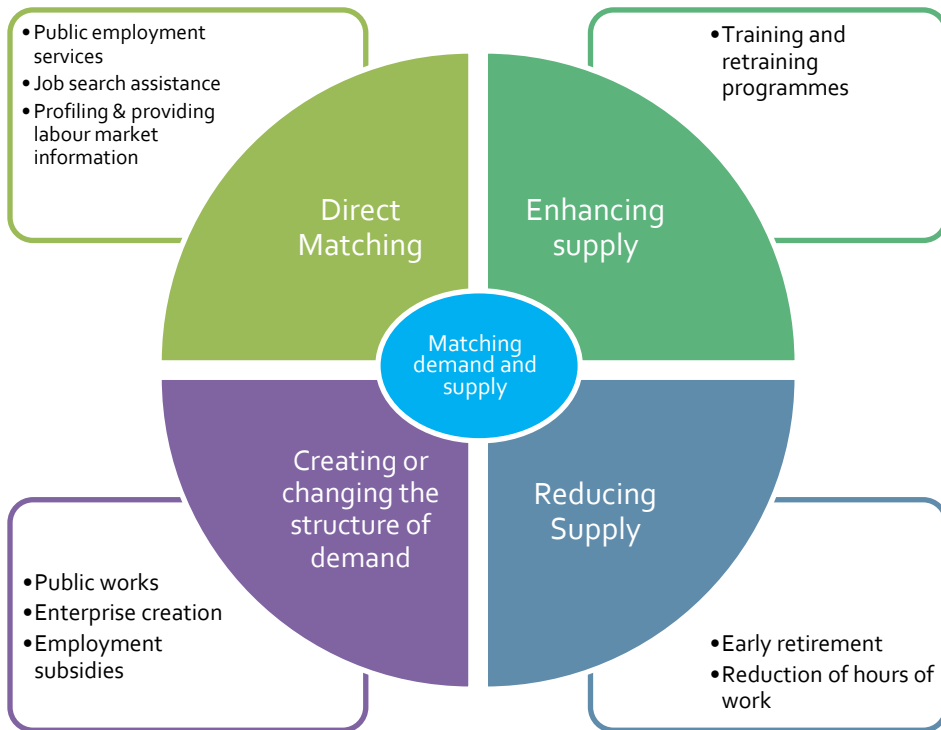 •Public employment
services
•Job search assistance
•Profiling & providing
labour market
information
•Training and
retraining
programmes
Direct
Matching
Enhancing
supply
Matching
demand and
supply
Creating or
changing the
structure of
demand
Reducing
Supply
•Public works
•Enterprise creation
•Employment
subsidies
•Early retirement
•Reduction of hours of
work